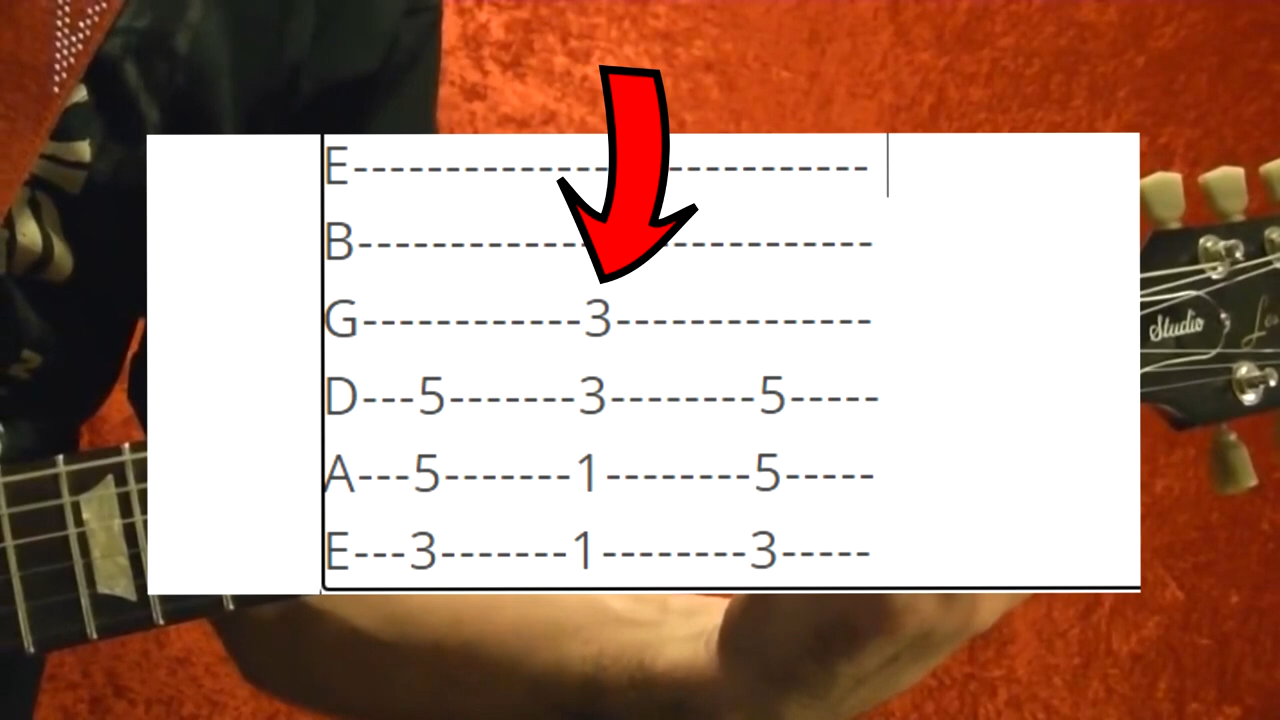 E----------------------------
B----------------------------
G------------3--------------
D---5-------3--------5-----
A---5-------1--------5-----
E---3-------1--------3-----
Studio